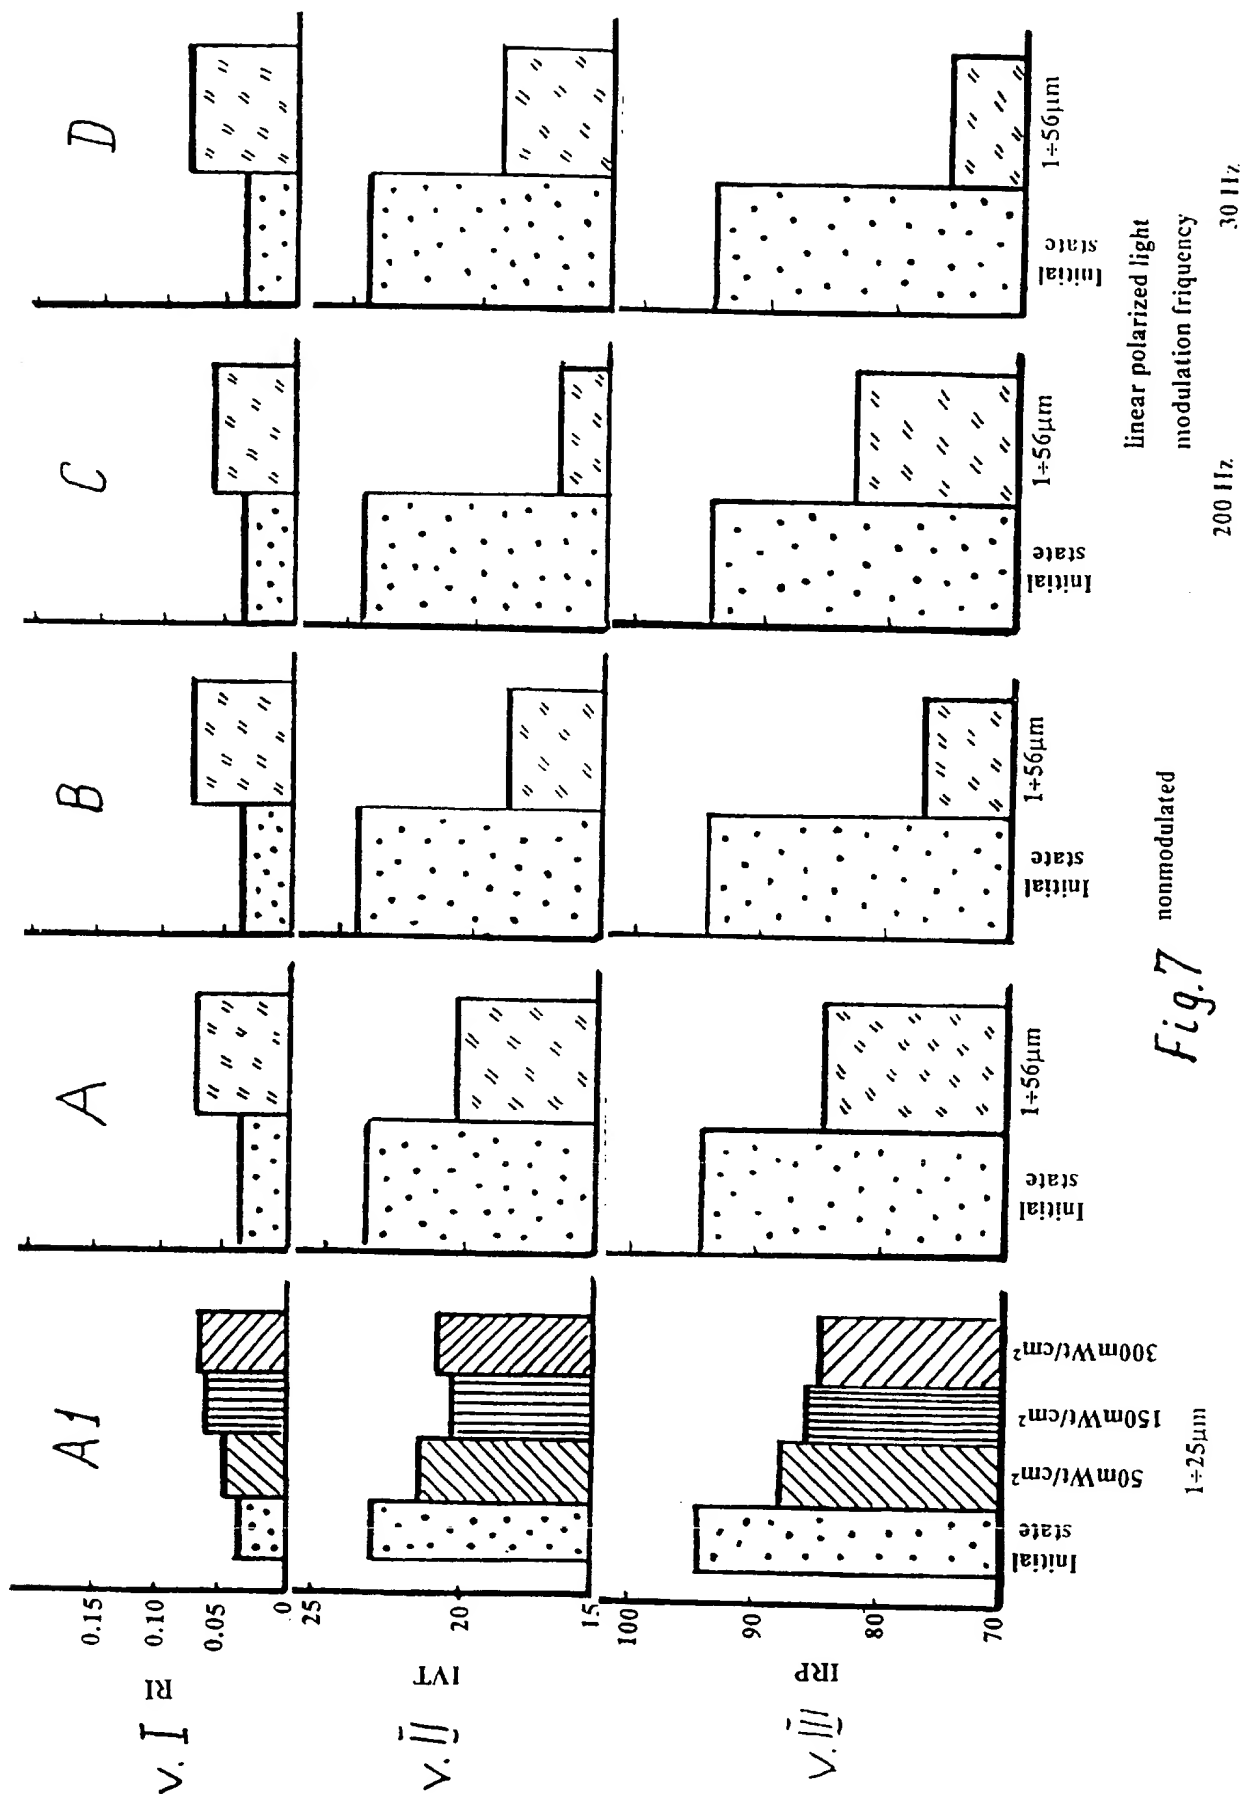 A1
A
B
C
D
V. I
RI
0.15
0.10
0.05
0
V. II
IVT
25
20
15
V. III
IRP
100
90
80
70
Initial
state
50mWt/cm²
150mWt/cm²
300mWt/cm²
Initial
state
1÷56µm
Initial
state
1÷56µm
Initial
state
1÷56µm
Initial
state
1÷56µm
1÷25µm
Fig.7
nonmodulated
linear polarized light
modulation friquency
200 Hz
30 Hz